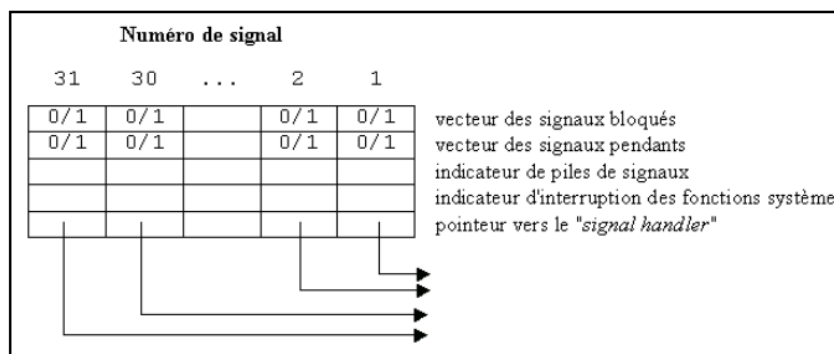 Numéro de signal
31 30 ... 2 1
0/1 0/1 0/1 0/1 vecteur des signaux bloqués
0/1 0/1 0/1 0/1 vecteur des signaux pendants
indicateur de piles de signaux
indicateur d'interruption des fonctions système
pointeur vers le "signal handler"